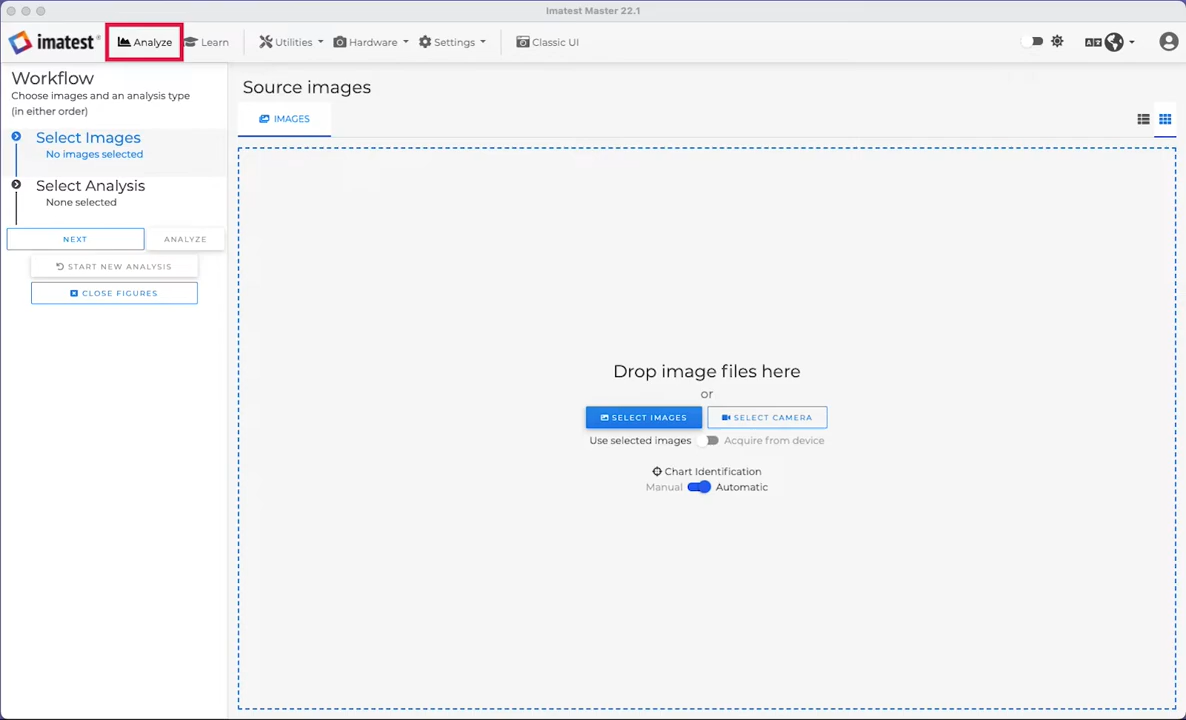 Imatest Master 22.1
imatest® Analyze Learn Utilities Hardware Settings Classic UI
Workflow
Choose images and an analysis type
(in either order)
Select Images
No images selected
Select Analysis
None selected
NEXT ANALYZE
START NEW ANALYSIS
CLOSE FIGURES
Source images
IMAGES
Drop image files here
or
SELECT IMAGES SELECT CAMERA
Use selected images Acquire from device
Chart Identification
Manual Automatic